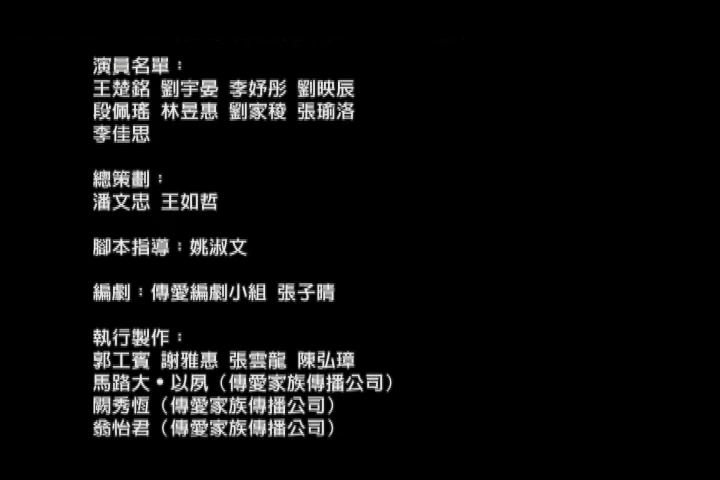 演員名單：
王楚銘 劉宇晏 李妤彤 劉映辰
段佩瑤 林昱惠 劉家稜 張瑜洛
李佳思
總策劃：
潘文忠 王如哲
腳本指導：姚淑文
編劇：傳愛編劇小組 張子晴
執行製作：
郭工賓 謝雅惠 張雲龍 陳弘璋
馬路大•以夙（傳愛家族傳播公司）
闕秀恆（傳愛家族傳播公司）
翁怡君（傳愛家族傳播公司）